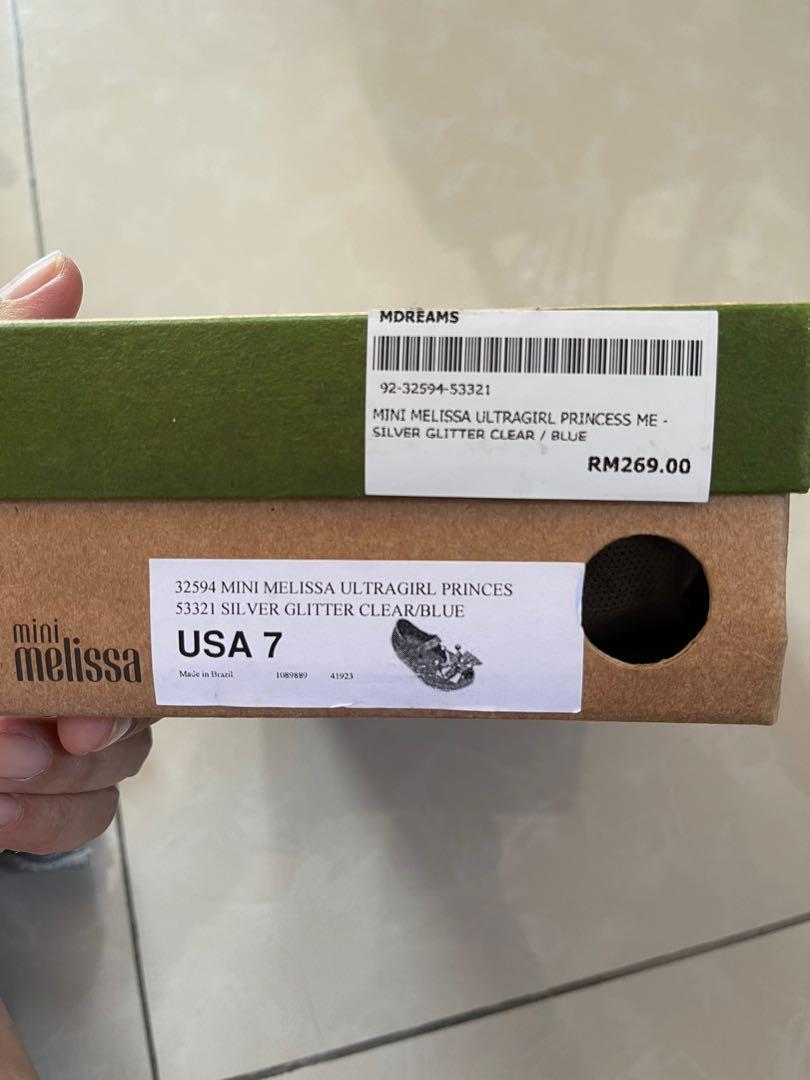 MDREAMS
92-32594-53321
MINI MELISSA ULTRAGIRL PRINCESS ME -
SILVER GLITTER CLEAR / BLUE
RM269.00
32594 MINI MELISSA ULTRAGIRL PRINCES
53321 SILVER GLITTER CLEAR/BLUE
USA 7
Made in Brazil 1089889 41923
mini
melissa